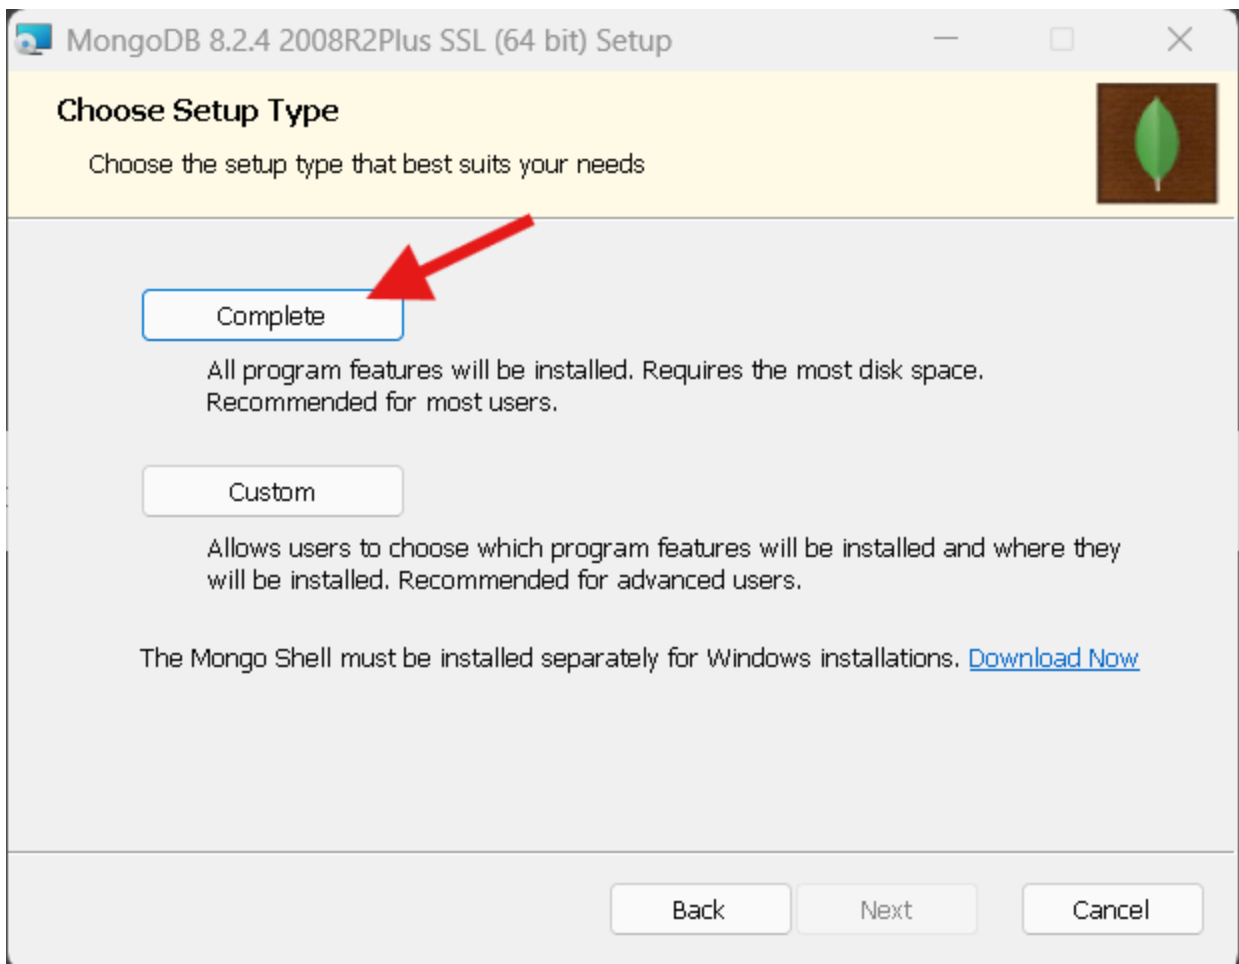 MongoDB 8.2.4 2008R2Plus SSL (64 bit) Setup
Choose Setup Type
Choose the setup type that best suits your needs
Complete
All program features will be installed. Requires the most disk space.
Recommended for most users.
Custom
Allows users to choose which program features will be installed and where they
will be installed. Recommended for advanced users.
The Mongo Shell must be installed separately for Windows installations. Download Now
Back
Next
Cancel